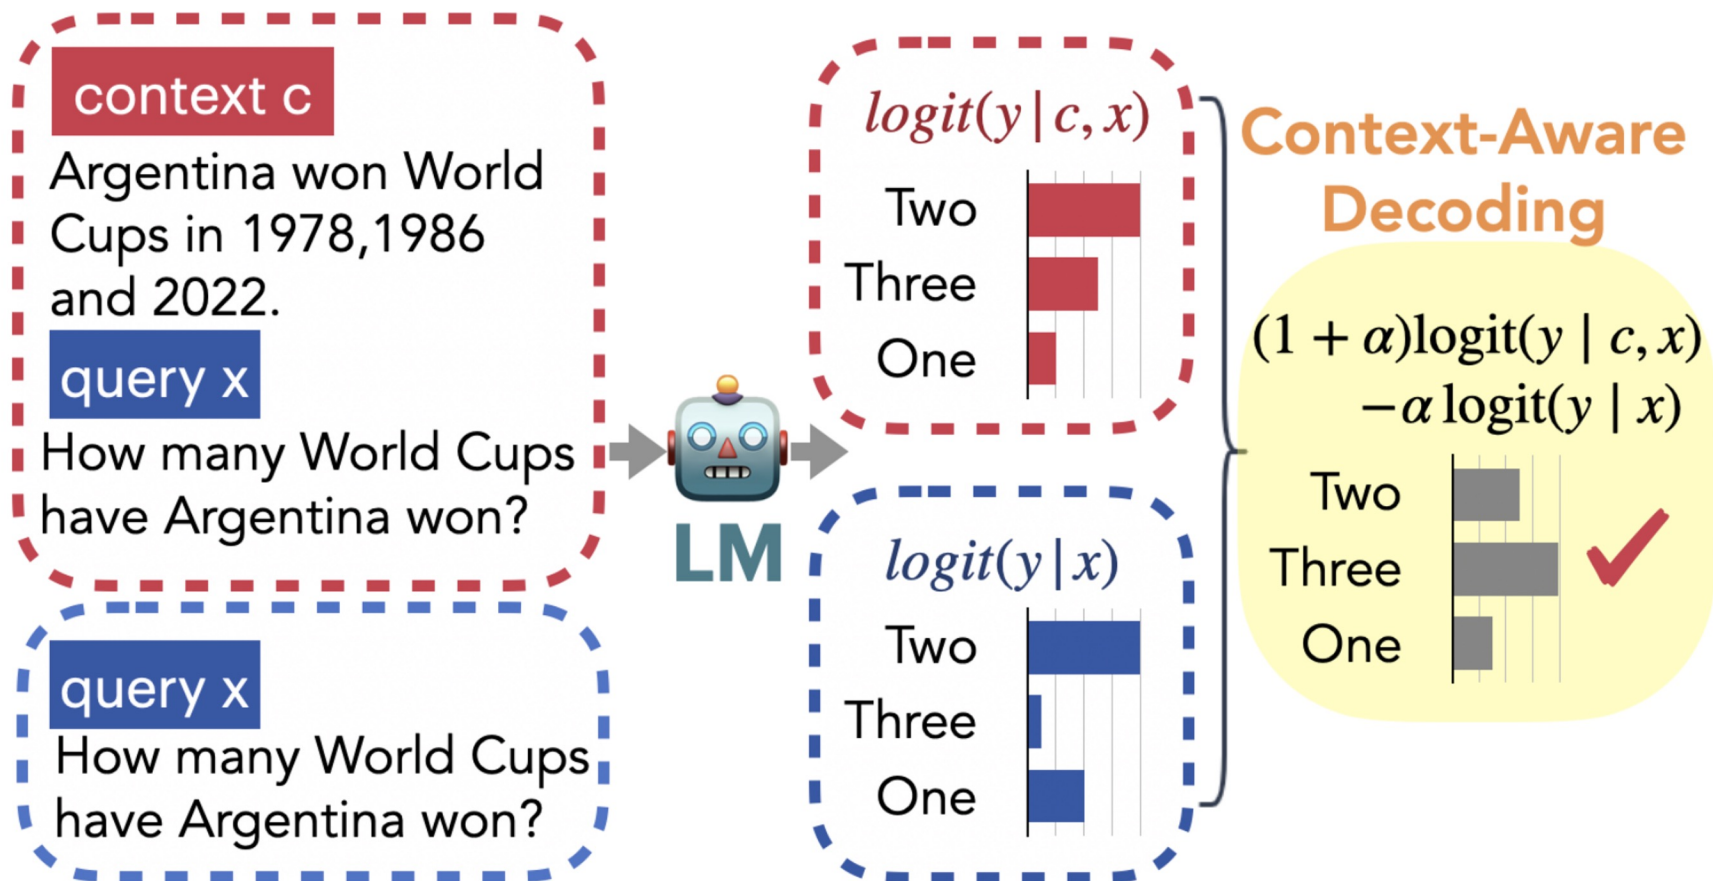 context c
Argentina won World
Cups in 1978,1986
and 2022.
query x
How many World Cups
have Argentina won?
query x
How many World Cups
have Argentina won?
LM
logit(y|c, x)
Two
Three
One
logit(y|x)
Two
Three
One
Context-Aware
Decoding
(1 + α)logit(y | c, x)
−α logit(y | x)
Two
Three
One